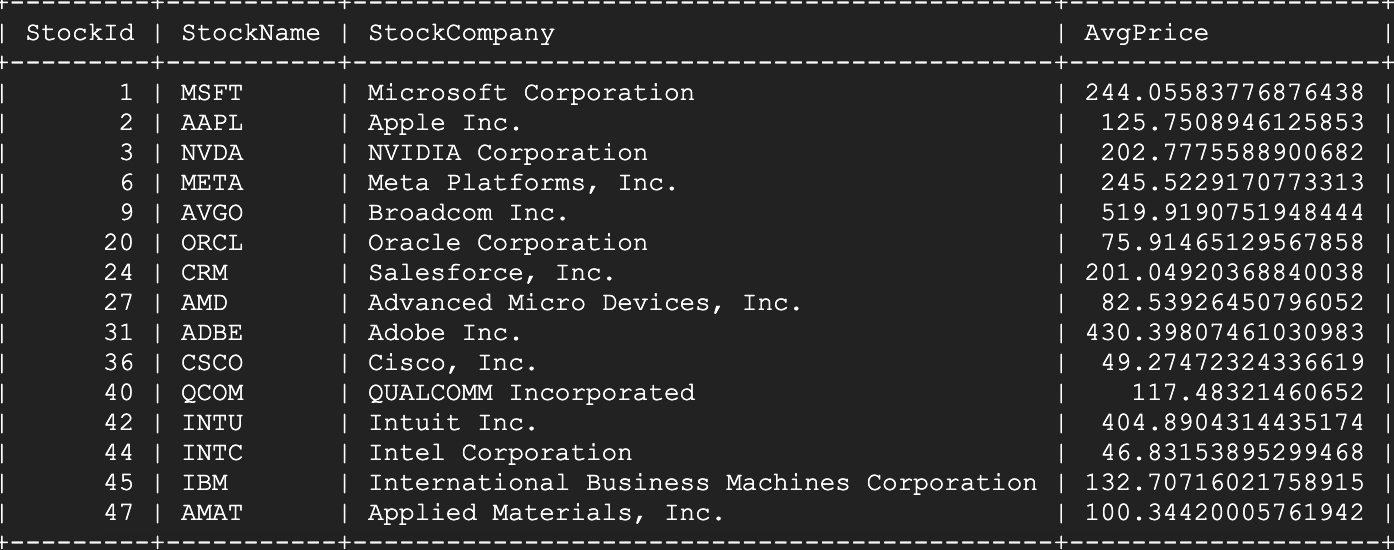 +---------+-----------+---------------------------------------------+--------------------+
| StockId | StockName | StockCompany                                | AvgPrice           |
+---------+-----------+---------------------------------------------+--------------------+
|       1 | MSFT      | Microsoft Corporation                       | 244.05583776876438 |
|       2 | AAPL      | Apple Inc.                                  |  125.7508946125853 |
|       3 | NVDA      | NVIDIA Corporation                          |  202.7775588900682 |
|       6 | META      | Meta Platforms, Inc.                        |  245.5229170773313 |
|       9 | AVGO      | Broadcom Inc.                               |  519.9190751948444 |
|      20 | ORCL      | Oracle Corporation                          |  75.91465129567858 |
|      24 | CRM       | Salesforce, Inc.                            | 201.04920368840038 |
|      27 | AMD       | Advanced Micro Devices, Inc.                |  82.53926450796052 |
|      31 | ADBE      | Adobe Inc.                                  | 430.39807461030983 |
|      36 | CSCO      | Cisco, Inc.                                 |  49.27472324336619 |
|      40 | QCOM      | QUALCOMM Incorporated                       |    117.48321460652 |
|      42 | INTU      | Intuit Inc.                                 |  404.8904314435174 |
|      44 | INTC      | Intel Corporation                           |  46.83153895299468 |
|      45 | IBM       | International Business Machines Corporation | 132.70716021758915 |
|      47 | AMAT      | Applied Materials, Inc.                     | 100.34420005761942 |
+---------+-----------+---------------------------------------------+--------------------+